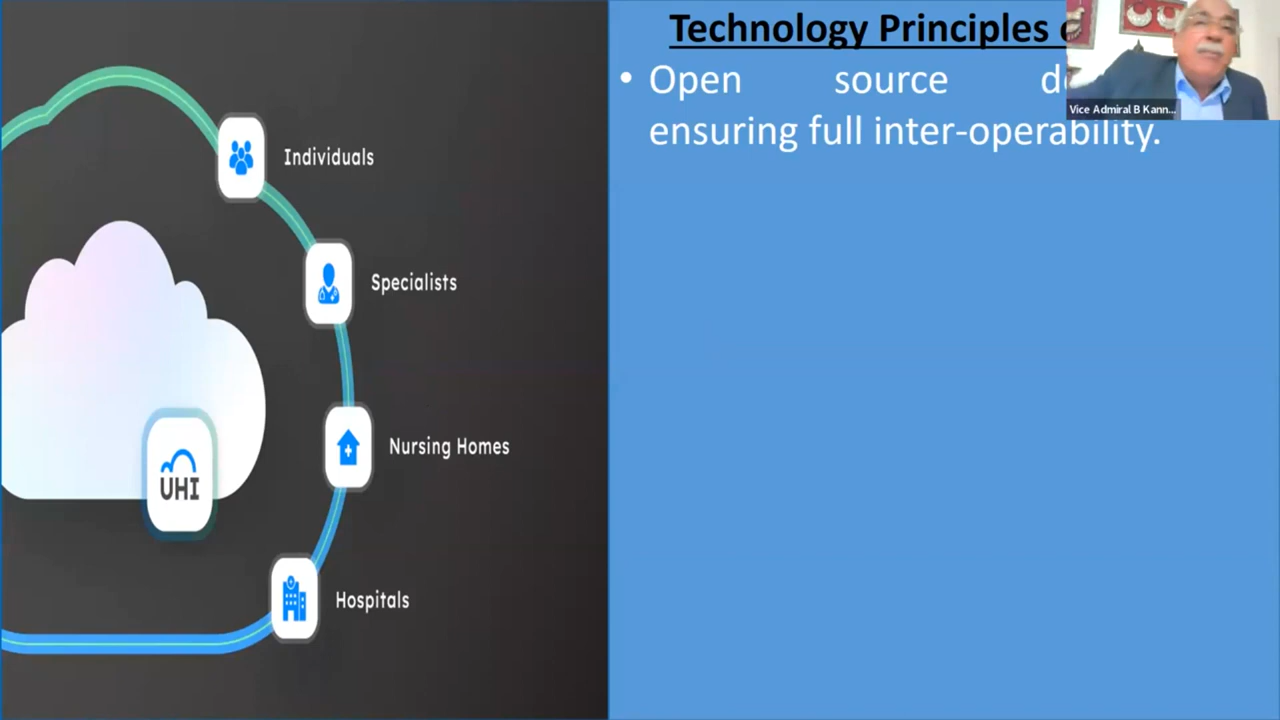 Technology Principles
Open source
ensuring full inter-operability.
Vice Admiral B Kann...
Individuals
Specialists
Nursing Homes
UHI
Hospitals